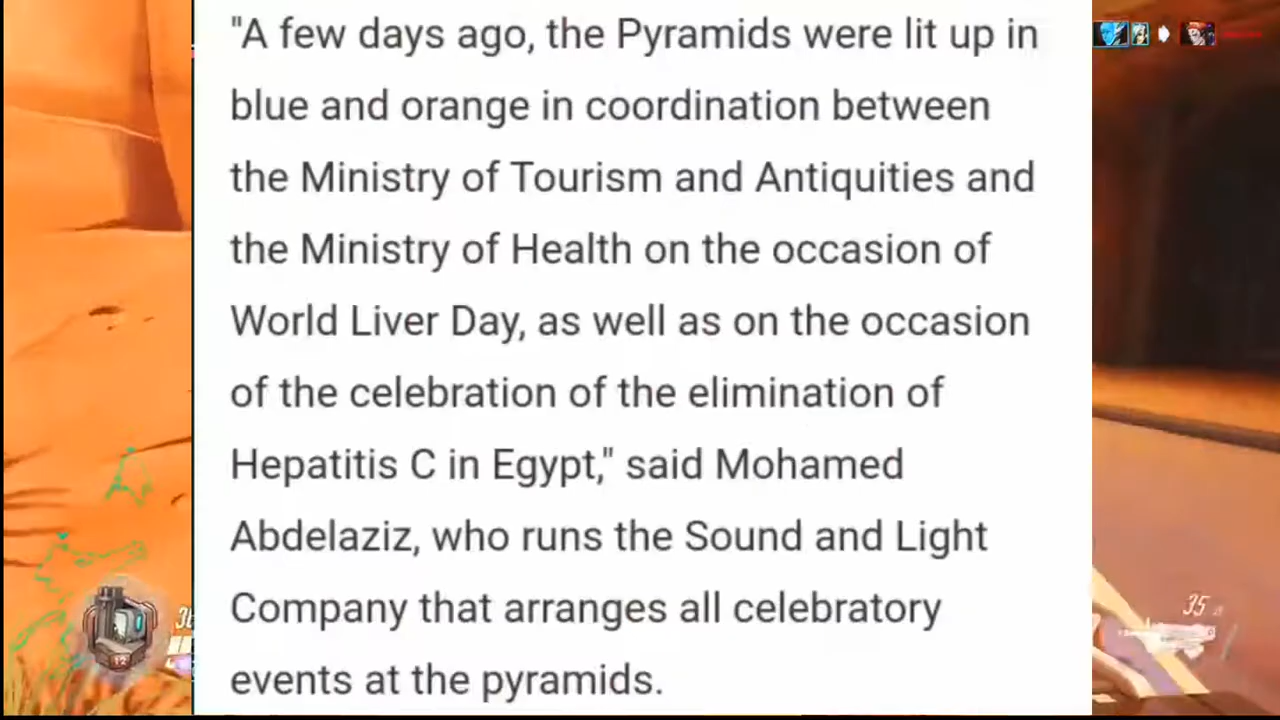 "A few days ago, the Pyramids were lit up in
blue and orange in coordination between
the Ministry of Tourism and Antiquities and
the Ministry of Health on the occasion of
World Liver Day, as well as on the occasion
of the celebration of the elimination of
Hepatitis C in Egypt," said Mohamed
Abdelaziz, who runs the Sound and Light
Company that arranges all celebratory
events at the pyramids.
12
35